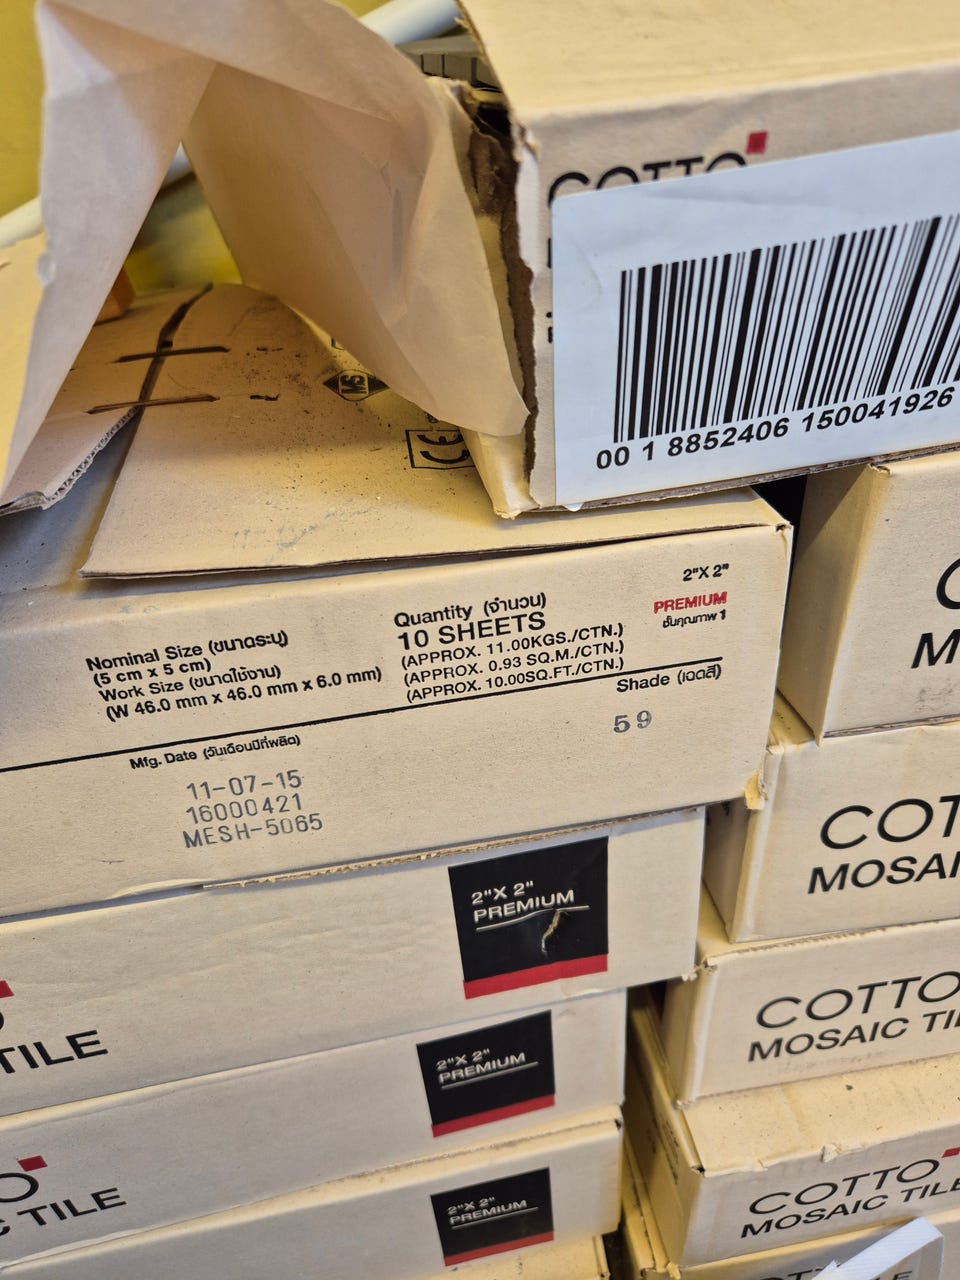 COTTO
00 1 8852406 150041926
MS
CE
2"X 2"
PREMIUM
ชั้นคุณภาพ 1
Nominal Size (ขนาดระบุ)
(5 cm x 5 cm)
Work Size (ขนาดใช้งาน)
(W 46.0 mm x 46.0 mm x 6.0 mm)
Quantity (จำนวน)
10 SHEETS
(APPROX. 11.00KGS./CTN.)
(APPROX. 0.93 SQ.M./CTN.)
(APPROX. 10.00SQ.FT./CTN.)
Shade (เฉดสี)
59
Mfg. Date (วันเดือนปีที่ผลิต)
11-07-15
16000421
MESH-5065
2"X 2"
PREMIUM
TILE
2"X 2"
PREMIUM
TILE
2"X 2"
PREMIUM
COT
MOSAI
COTTO
MOSAIC TIL
COTTO
MOSAIC TILE